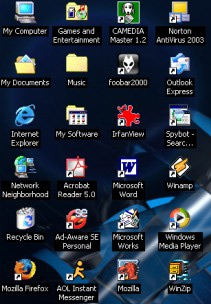 My Computer
Games and
Entertainment
CAMEDIA
Master 1.2
Norton
AntiVirus 2003
My Documents
Music
foobar2000
Outlook
Express
Internet
Explorer
My Software
IrfanView
Spybot -
Searc...
Network
Neighborhood
Acrobat
Reader 5.0
Microsoft
Word
Winamp
Recycle Bin
Ad-Aware SE
Personal
Microsoft
Works
Windows
Media Player
Mozilla Firefox
AOL Instant
Messenger
Mozilla
WinZip